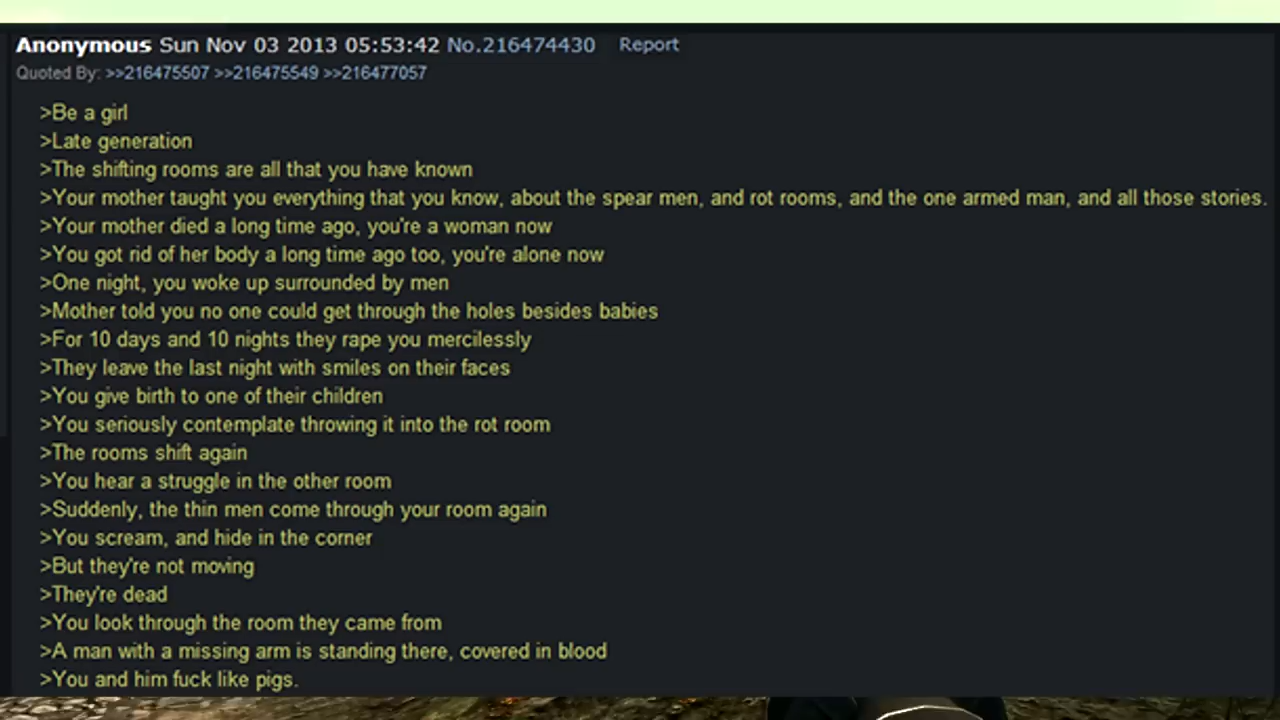 Anonymous Sun Nov 03 2013 05:53:42 No.216474430 Report
Quoted By: >>216475507 >>216475549 >>216477057
>Be a girl
>Late generation
>The shifting rooms are all that you have known
>Your mother taught you everything that you know, about the spear men, and rot rooms, and the one armed man, and all those stories.
>Your mother died a long time ago, you're a woman now
>You got rid of her body a long time ago too, you're alone now
>One night, you woke up surrounded by men
>Mother told you no one could get through the holes besides babies
>For 10 days and 10 nights they rape you mercilessly
>They leave the last night with smiles on their faces
>You give birth to one of their children
>You seriously contemplate throwing it into the rot room
>The rooms shift again
>You hear a struggle in the other room
>Suddenly, the thin men come through your room again
>You scream, and hide in the corner
>But they're not moving
>They're dead
>You look through the room they came from
>A man with a missing arm is standing there, covered in blood
>You and him fuck like pigs.